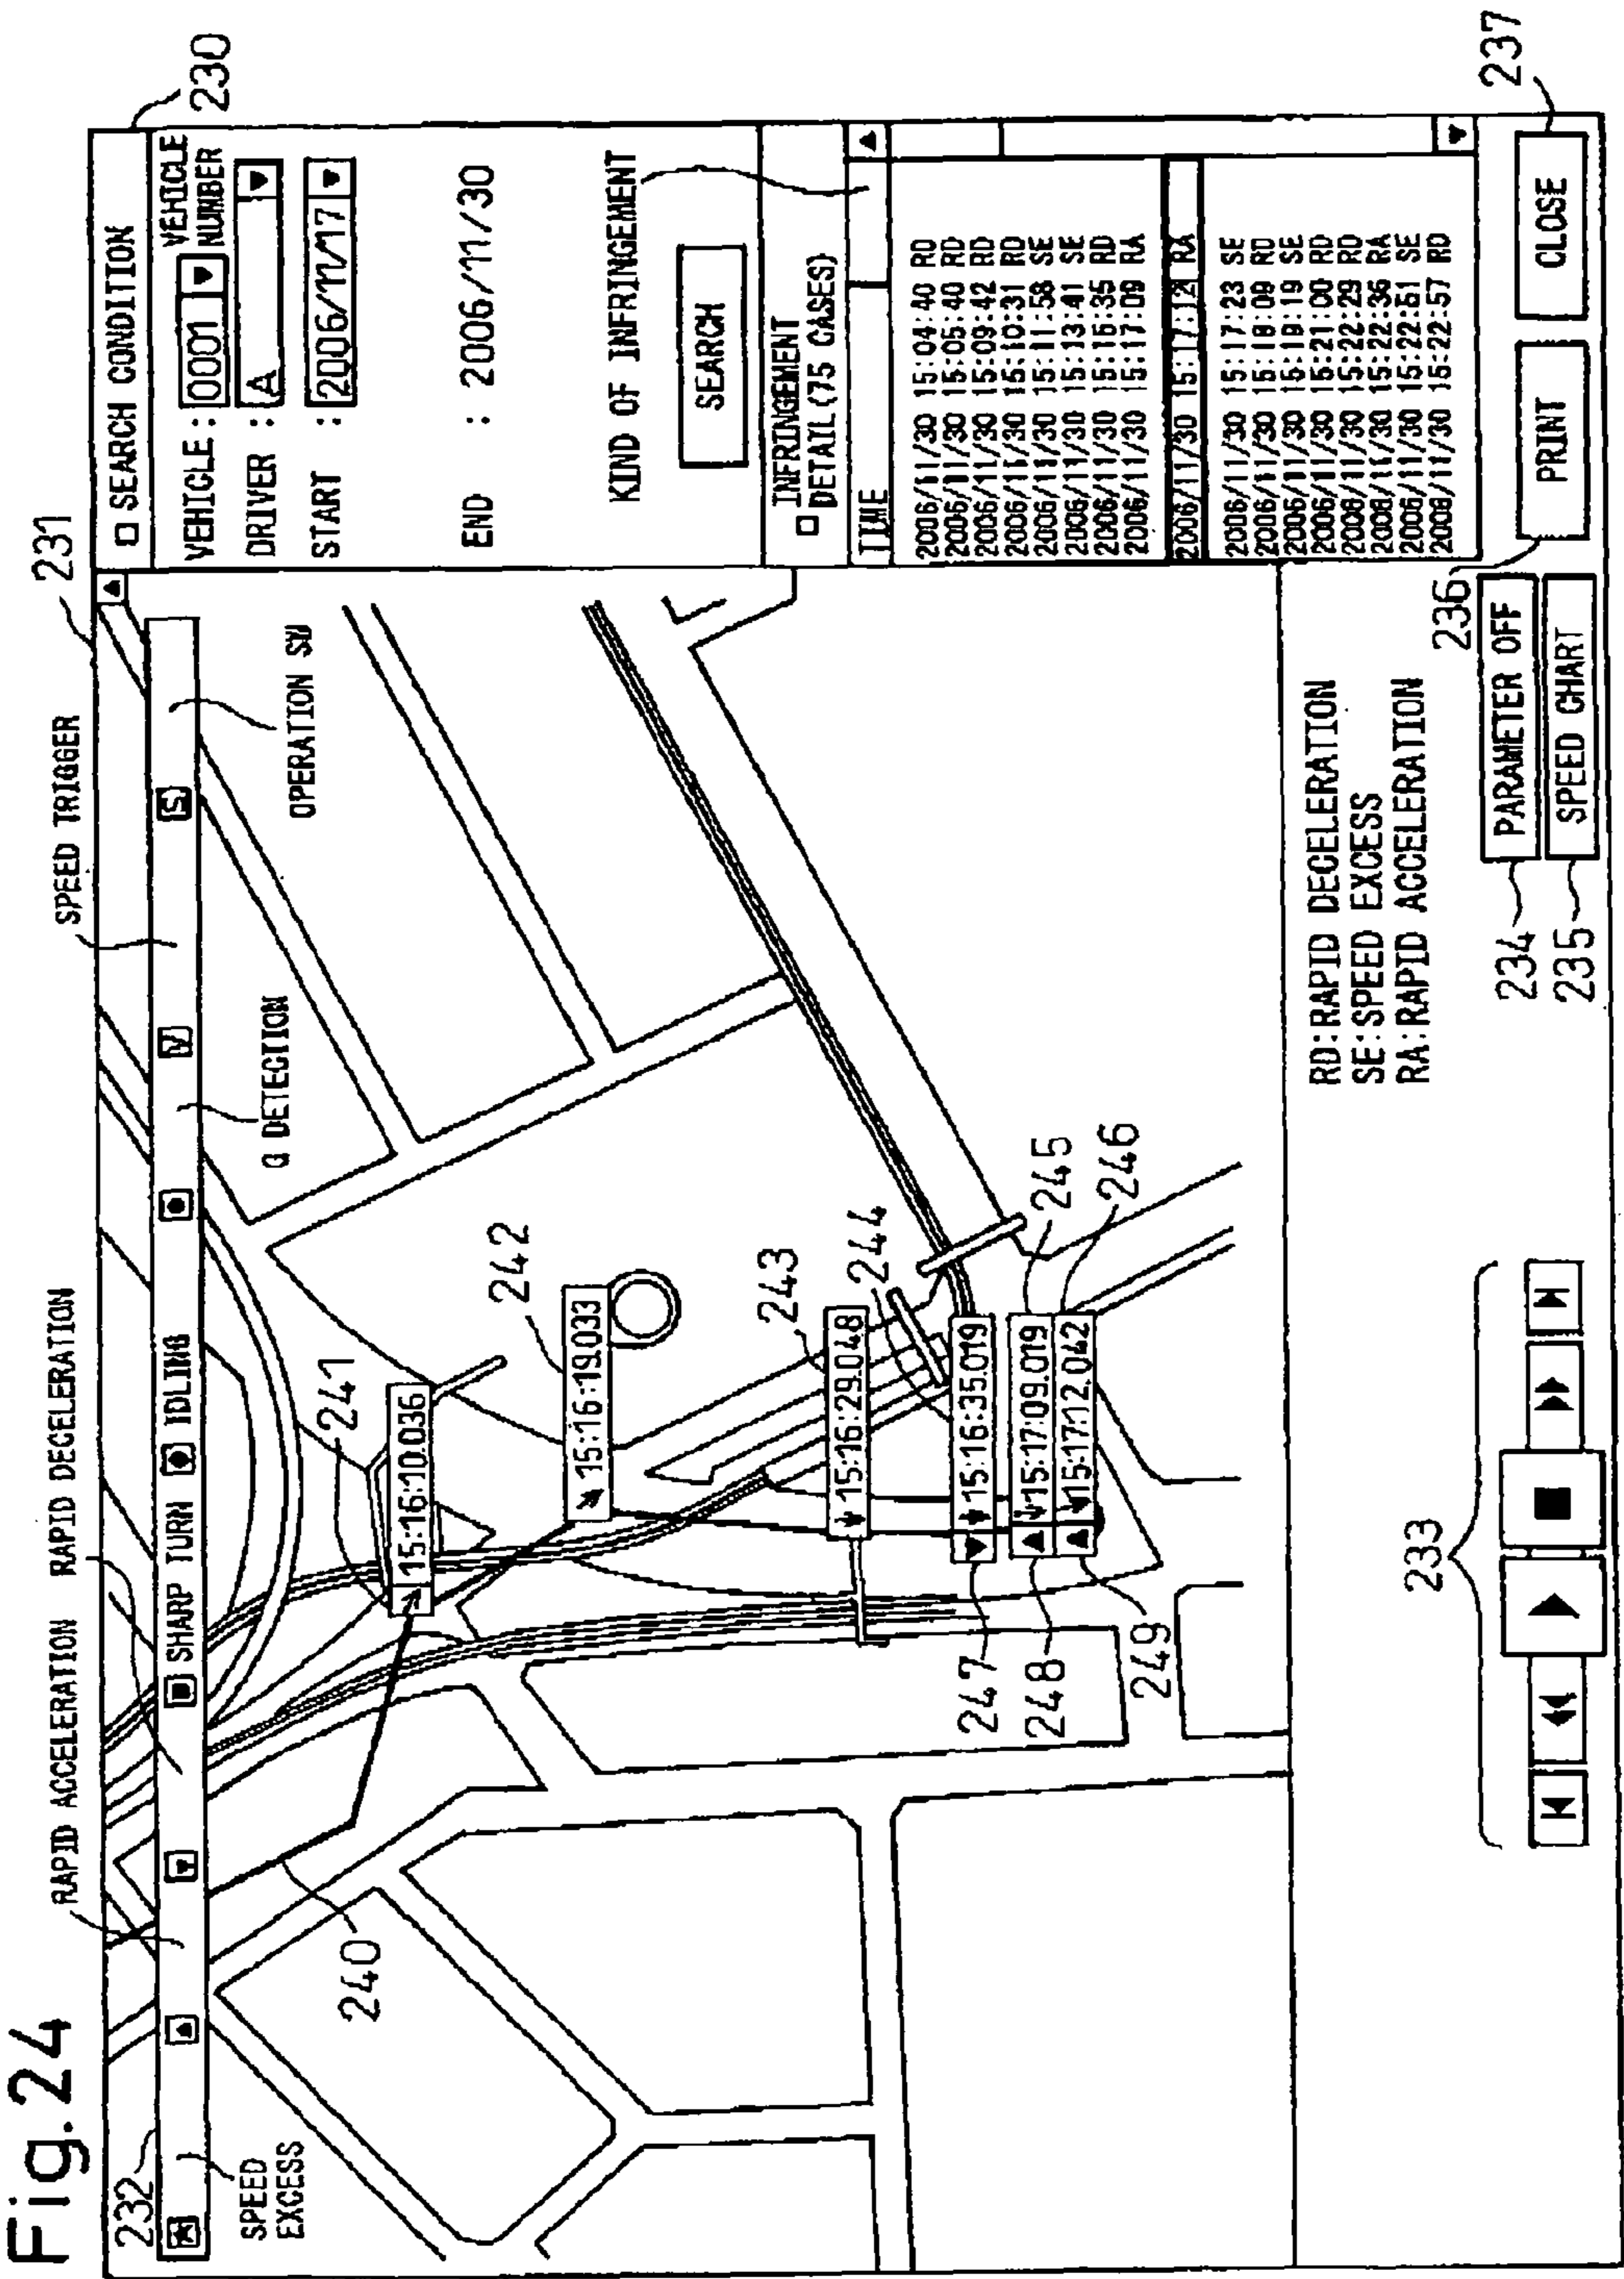 Fig.24
232
RAPID ACCELERATION RAPID DECELERATION
SPEED TRIGGER
231
SHARP TURN
IDLING
V
S
SPEED
EXCESS
G DETECTION
OPERATION SW
240
241
15:16:10.036
242
15:16:19.033
243
15:16:29.048
244
15:16:35.019
245
15:17:09.019
246
15:17:12.042
247
248
249
SEARCH CONDITION
230
VEHICLE : 0001
VEHICLE
NUMBER
DRIVER : A
START : 2006/11/17
END : 2006/11/30
KIND OF INFRINGEMENT
SEARCH
INFRINGEMENT
DETAIL(75 CASES)
TIME
2006/11/30 15:04:40 RD
2006/11/30 15:05:40 RD
2006/11/30 15:09:42 RD
2006/11/30 15:10:31 RD
2006/11/30 15:11:58 SE
2006/11/30 15:13:41 SE
2006/11/30 15:16:35 RD
2006/11/30 15:17:09 RA
2006/11/30 15:17:12 RA
2006/11/30 15:17:23 SE
2006/11/30 15:18:09 RD
2006/11/30 15:19:19 SE
2006/11/30 15:21:00 RD
2006/11/30 15:22:29 RD
2006/11/30 15:22:36 RA
2006/11/30 15:22:51 SE
2006/11/30 15:22:57 RD
RD:RAPID DECELERATION
SE:SPEED EXCESS
RA:RAPID ACCELERATION
233
234
PARAMETER OFF
235
SPEED CHART
236
PRINT
237
CLOSE